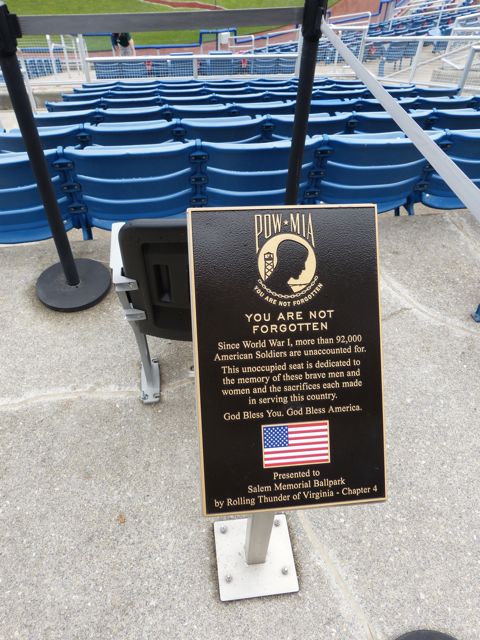 POW★MIA
YOU ARE NOT FORGOTTEN
YOU ARE NOT
FORGOTTEN
Since World War I, more than 92,000
American Soldiers are unaccounted for.
This unoccupied seat is dedicated to
the memory of these brave men and
women and the sacrifices each made
in serving this country.
God Bless You. God Bless America.
Presented to
Salem Memorial Ballpark
by Rolling Thunder of Virginia - Chapter 4